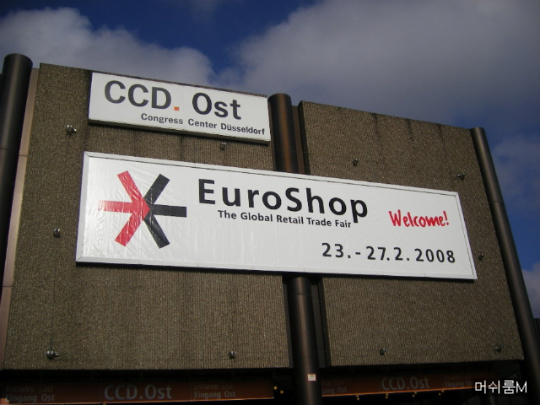 CCD. Ost
Congress Center Düsseldorf
EuroShop
The Global Retail Trade Fair
Welcome!
23. - 27. 2. 2008
CCD.Ost
CCD.Ost
머쉬룸M